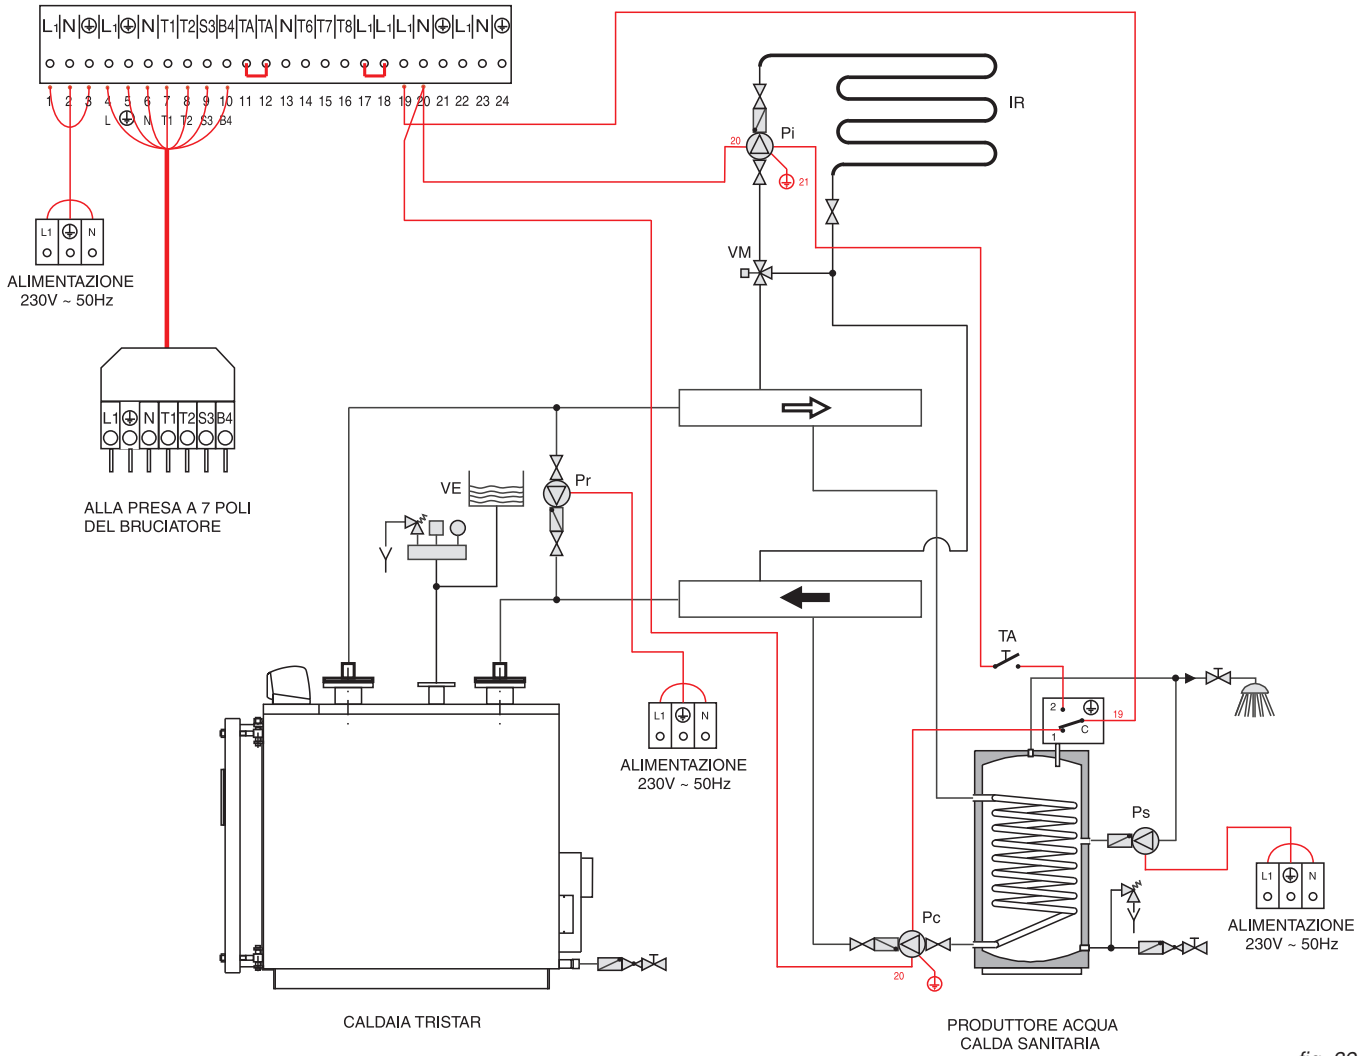 L1 N L1 N T1 T2 S3 B4 TA TA N T6 T7 T8 L1 L1 L1 N L1 N
1 2 3 4 5 6 7 8 9 10 11 12 13 14 15 16 17 18 19 20 21 22 23 24
L N T1 T2 S3 B4
L1 N
ALIMENTAZIONE
230V ~ 50Hz
L1 N T1 T2 S3 B4
ALLA PRESA A 7 POLI
DEL BRUCIATORE
IR
20
Pi
21
VM
VE
Pr
L1 N
ALIMENTAZIONE
230V ~ 50Hz
TA
2
1
C
19
Ps
L1 N
ALIMENTAZIONE
230V ~ 50Hz
Pc
20
CALDAIA TRISTAR
PRODUTTORE ACQUA
CALDA SANITARIA